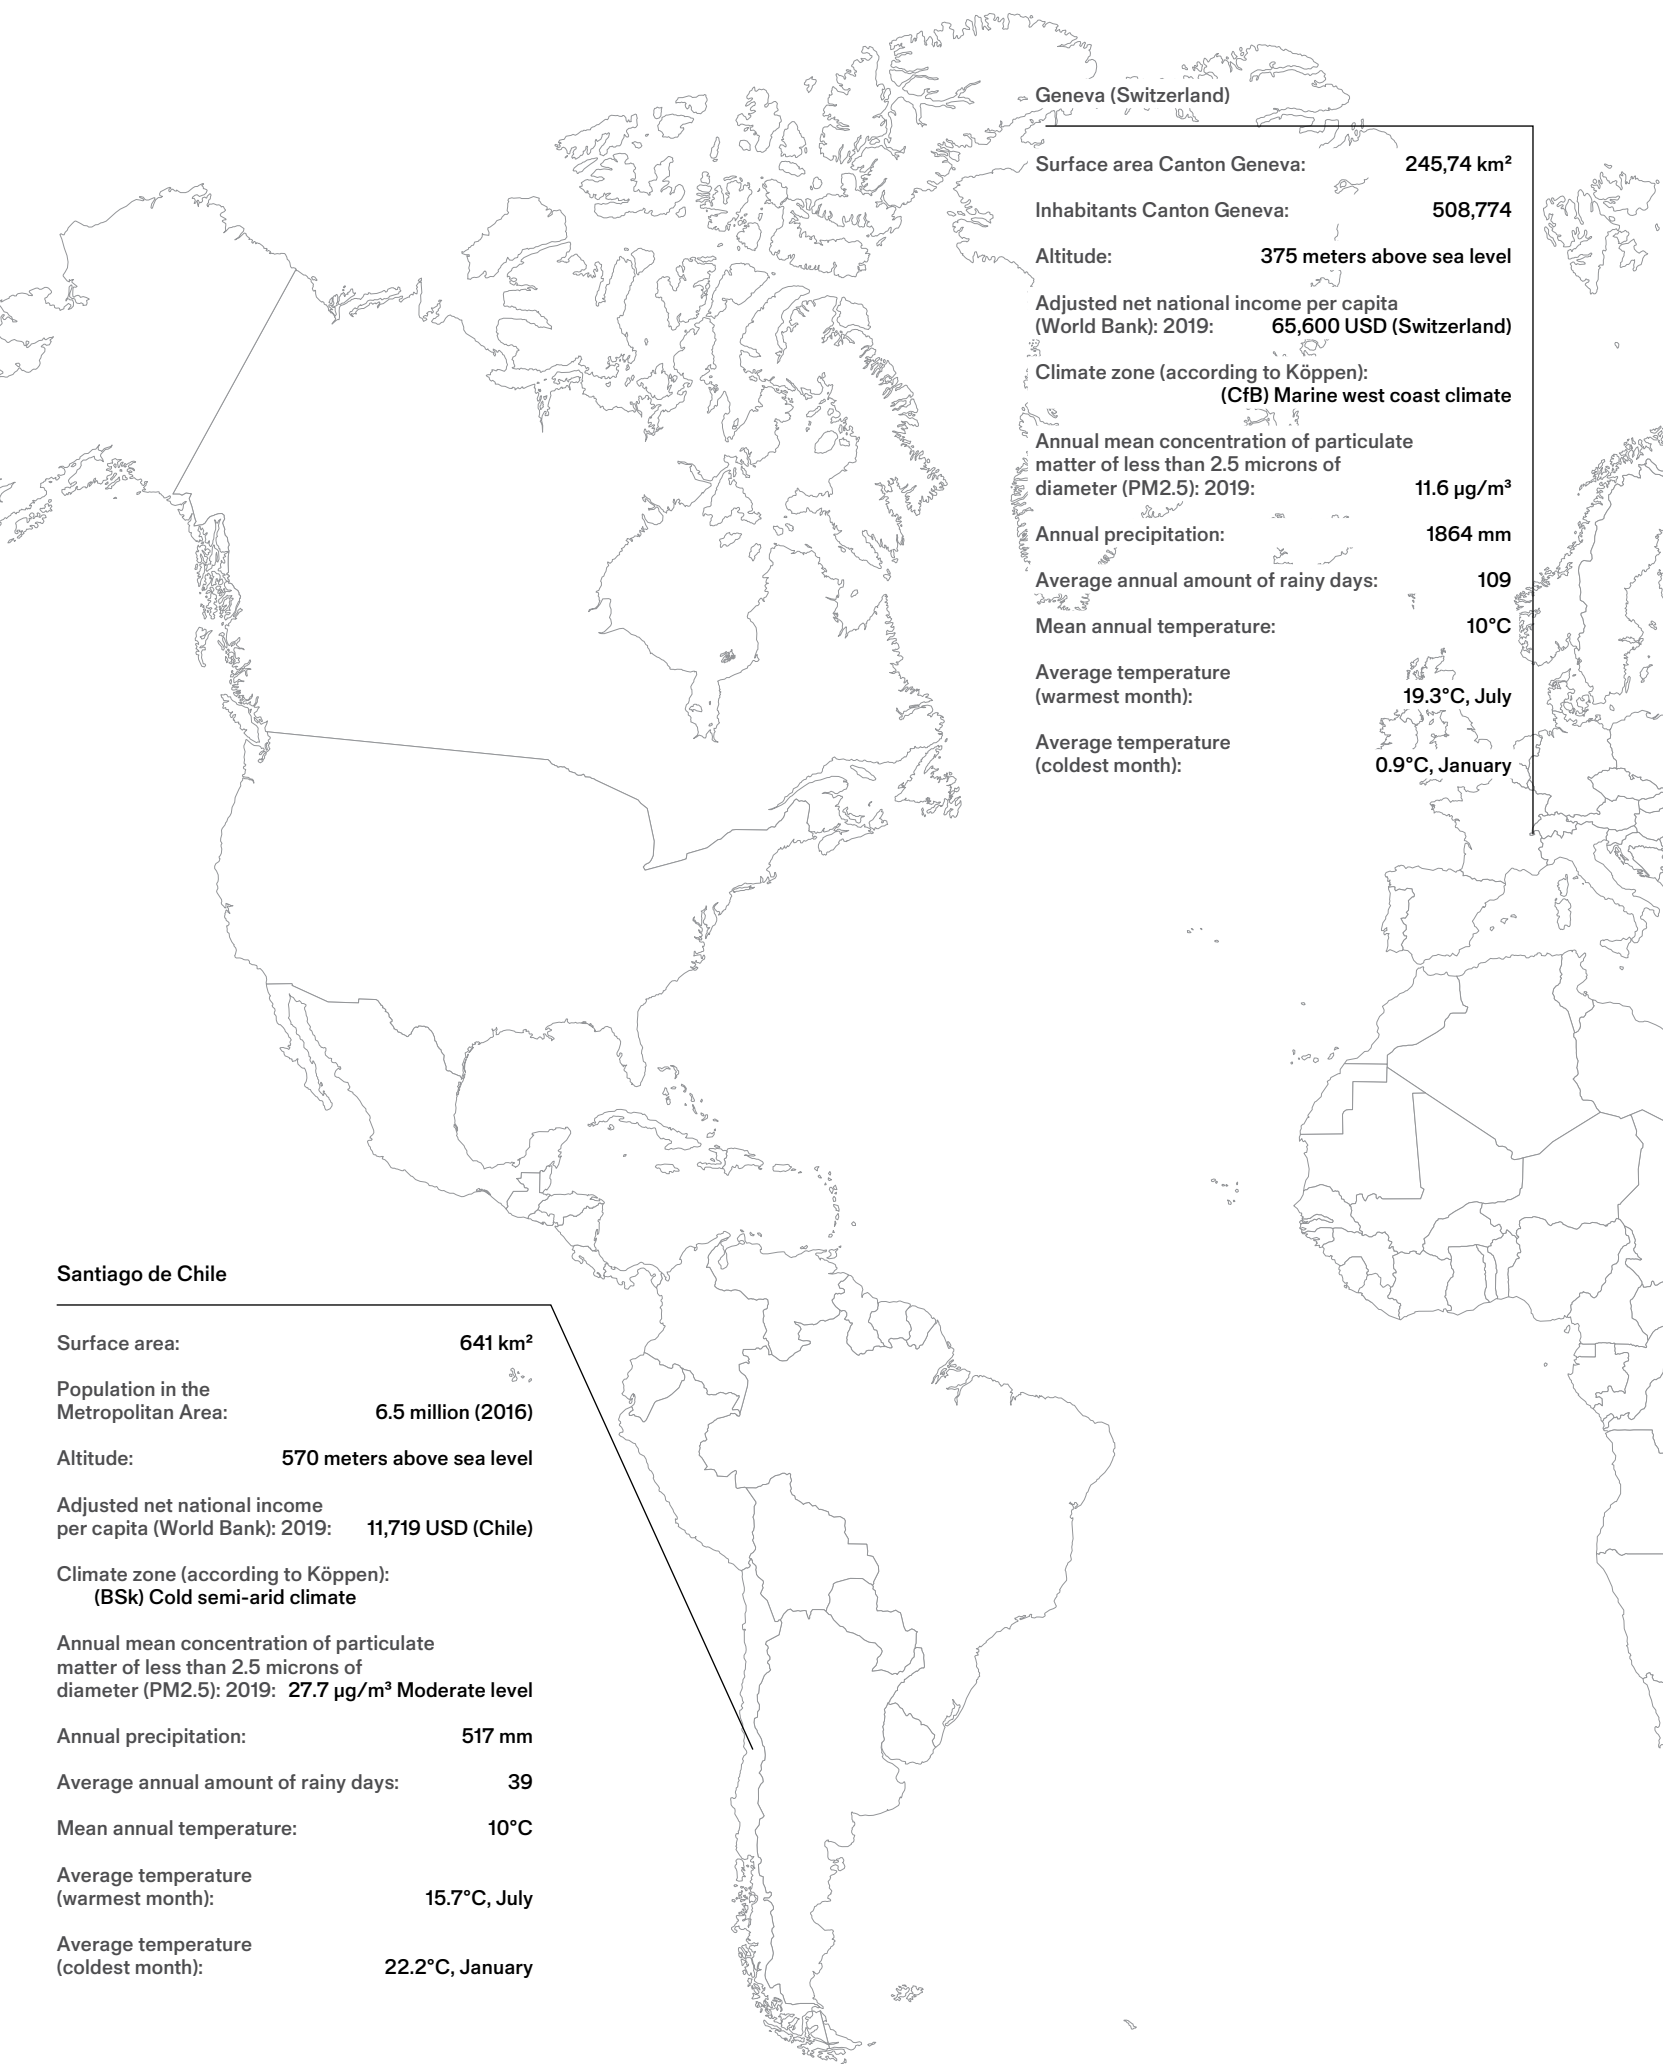 Geneva (Switzerland)
Surface area Canton Geneva: 245,74 km²
Inhabitants Canton Geneva: 508,774
Altitude: 375 meters above sea level
Adjusted net national income per capita
(World Bank): 2019: 65,600 USD (Switzerland)
Climate zone (according to Köppen):
(CfB) Marine west coast climate
Annual mean concentration of particulate
matter of less than 2.5 microns of
diameter (PM2.5): 2019: 11.6 µg/m³
Annual precipitation: 1864 mm
Average annual amount of rainy days: 109
Mean annual temperature: 10°C
Average temperature
(warmest month): 19.3°C, July
Average temperature
(coldest month): 0.9°C, January
Santiago de Chile
Surface area: 641 km²
Population in the
Metropolitan Area: 6.5 million (2016)
Altitude: 570 meters above sea level
Adjusted net national income
per capita (World Bank): 2019: 11,719 USD (Chile)
Climate zone (according to Köppen):
(BSk) Cold semi-arid climate
Annual mean concentration of particulate
matter of less than 2.5 microns of
diameter (PM2.5): 2019: 27.7 µg/m³ Moderate level
Annual precipitation: 517 mm
Average annual amount of rainy days: 39
Mean annual temperature: 10°C
Average temperature
(warmest month): 15.7°C, July
Average temperature
(coldest month): 22.2°C, January